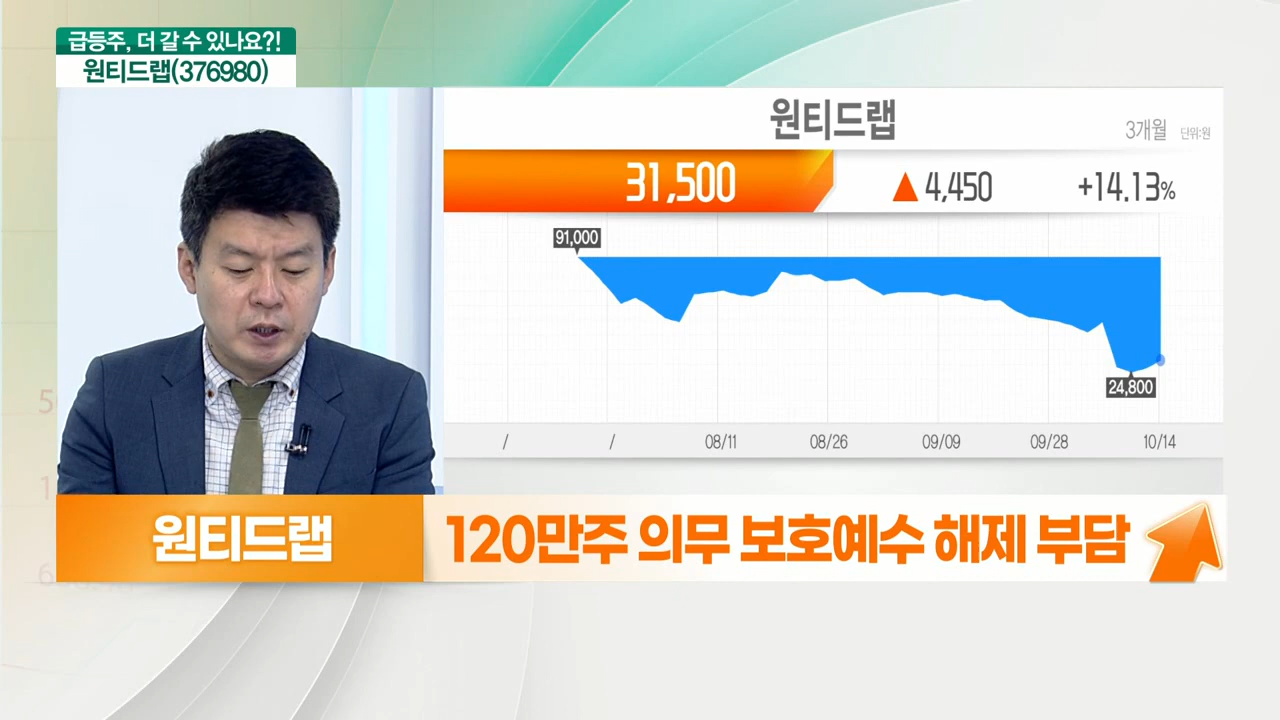 급등주, 더 갈 수 있나요?!
원티드랩(376980)
원티드랩
3개월 단위:원
31,500 ▲ 4,450 +14.13%
91,000
24,800
/ / 08/11 08/26 09/09 09/28 10/14
원티드랩 120만주 의무 보호예수 해제 부담